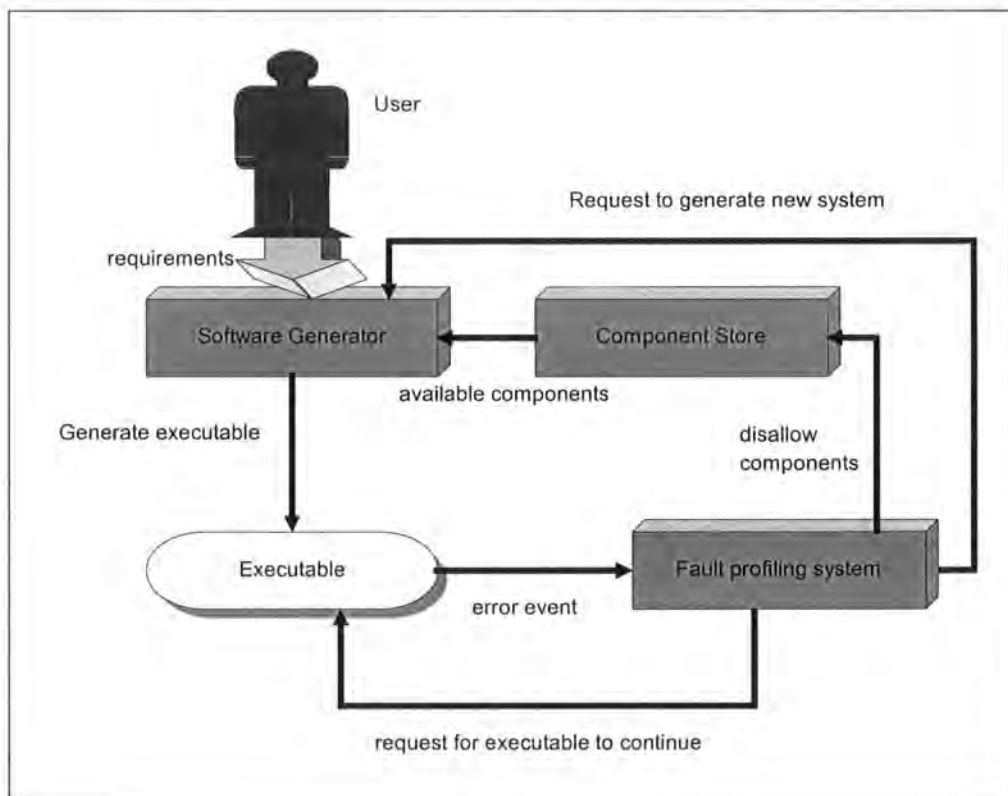 User
Request to generate new system
requirements
Software Generator
Component Store
available components
Generate executable
disallow
components
Executable
Fault profiling system
error event
request for executable to continue